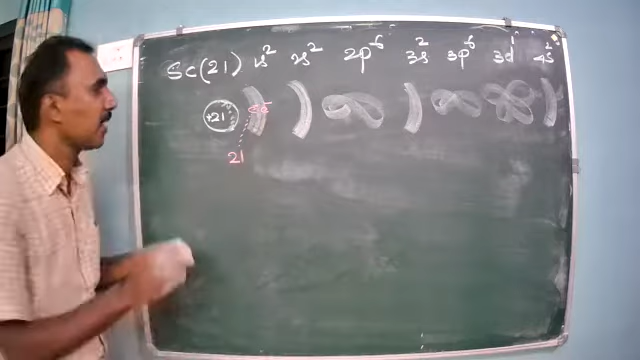 Sc(21) 1s² 2s² 2p⁶ 3s² 3p⁶ 3d¹ 4s²
+21
21